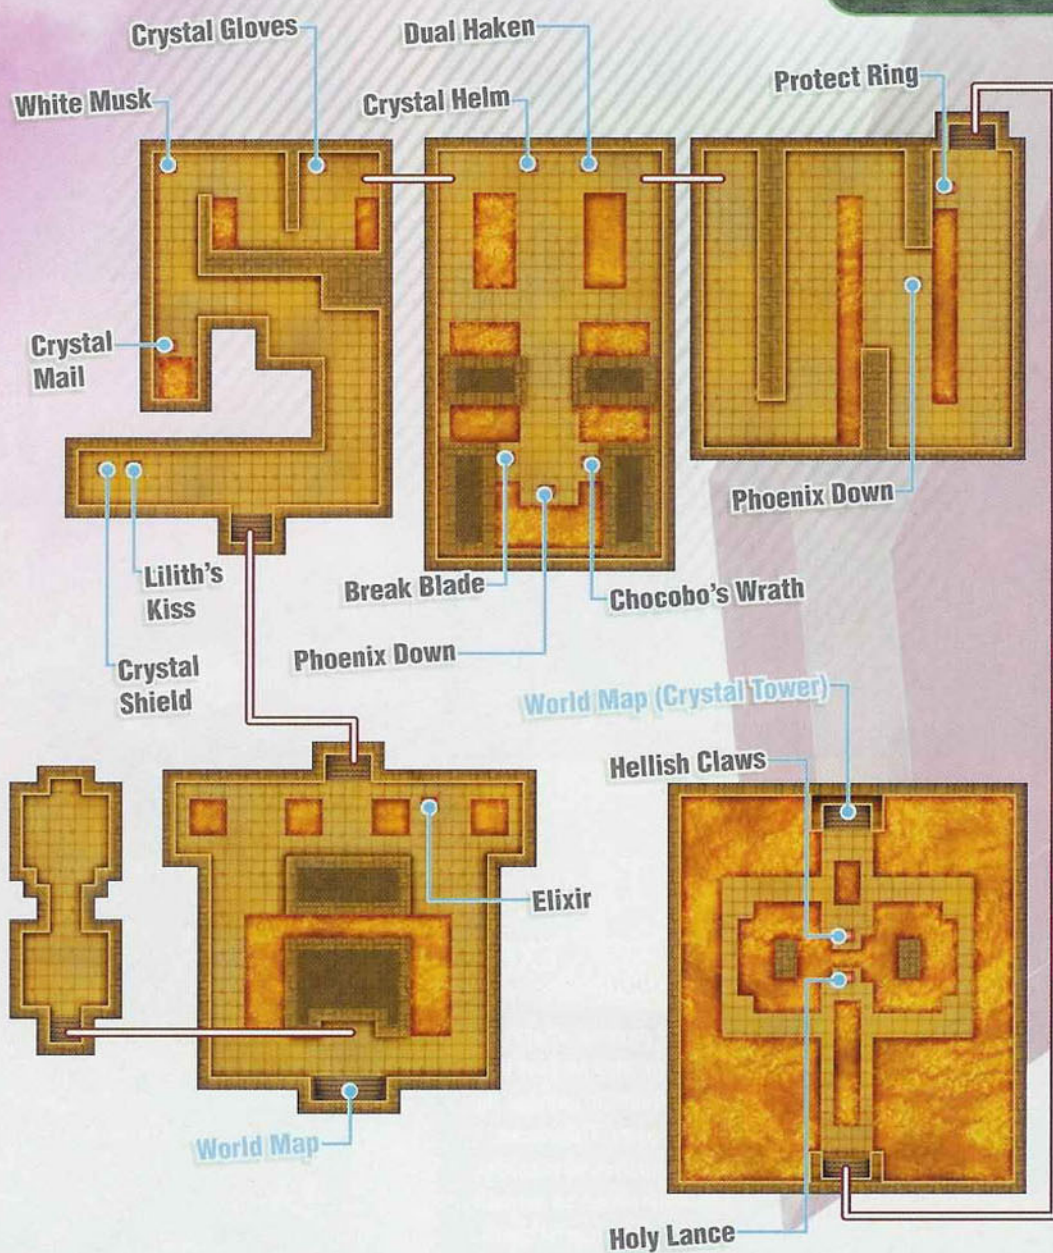 Crystal Gloves
Dual Haken
White Musk
Crystal Helm
Protect Ring
Crystal
Mail
Phoenix Down
Lilith's
Kiss
Break Blade
Chocobo's Wrath
Crystal
Shield
Phoenix Down
World Map (Crystal Tower)
Hellish Claws
Elixir
World Map
Holy Lance